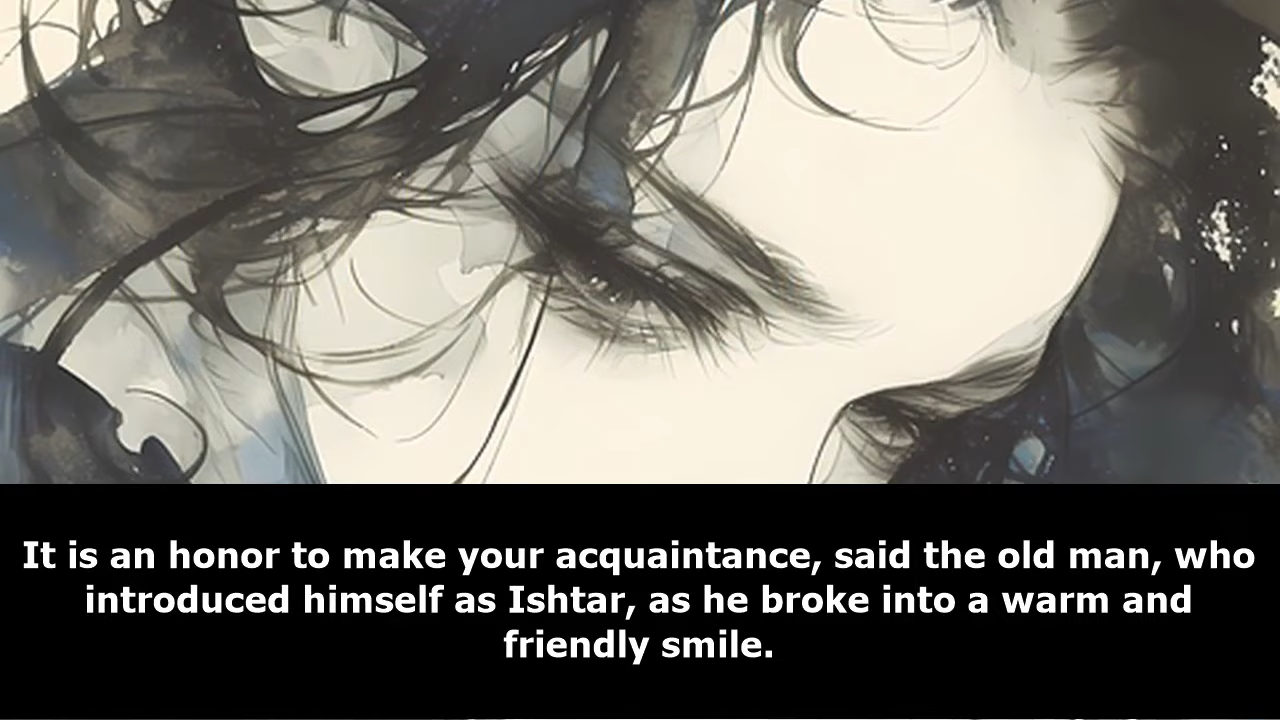 It is an honor to make your acquaintance, said the old man, who
introduced himself as Ishtar, as he broke into a warm and
friendly smile.